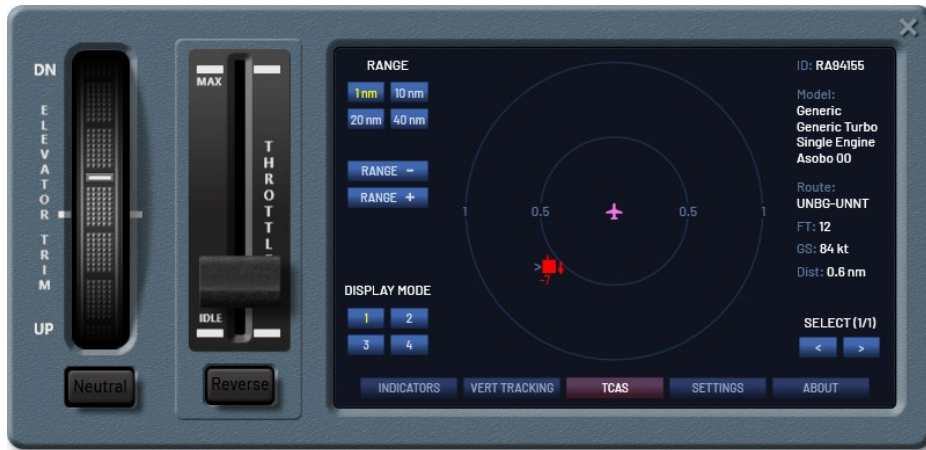 DN
ELEVATOR TRIM
UP
Neutral
MAX
THROTTLE
IDLE
Reverse
RANGE
1 nm 10 nm
20 nm 40 nm
RANGE -
RANGE +
DISPLAY MODE
1 2
3 4
1 0.5 0.5 1
>
-7
ID: RA94155
Model:
Generic
Generic Turbo
Single Engine
Asobo 00
Route:
UNBG-UNNT
FT: 12
GS: 84 kt
Dist: 0.6 nm
SELECT (1/1)
< >
INDICATORS VERT TRACKING TCAS SETTINGS ABOUT